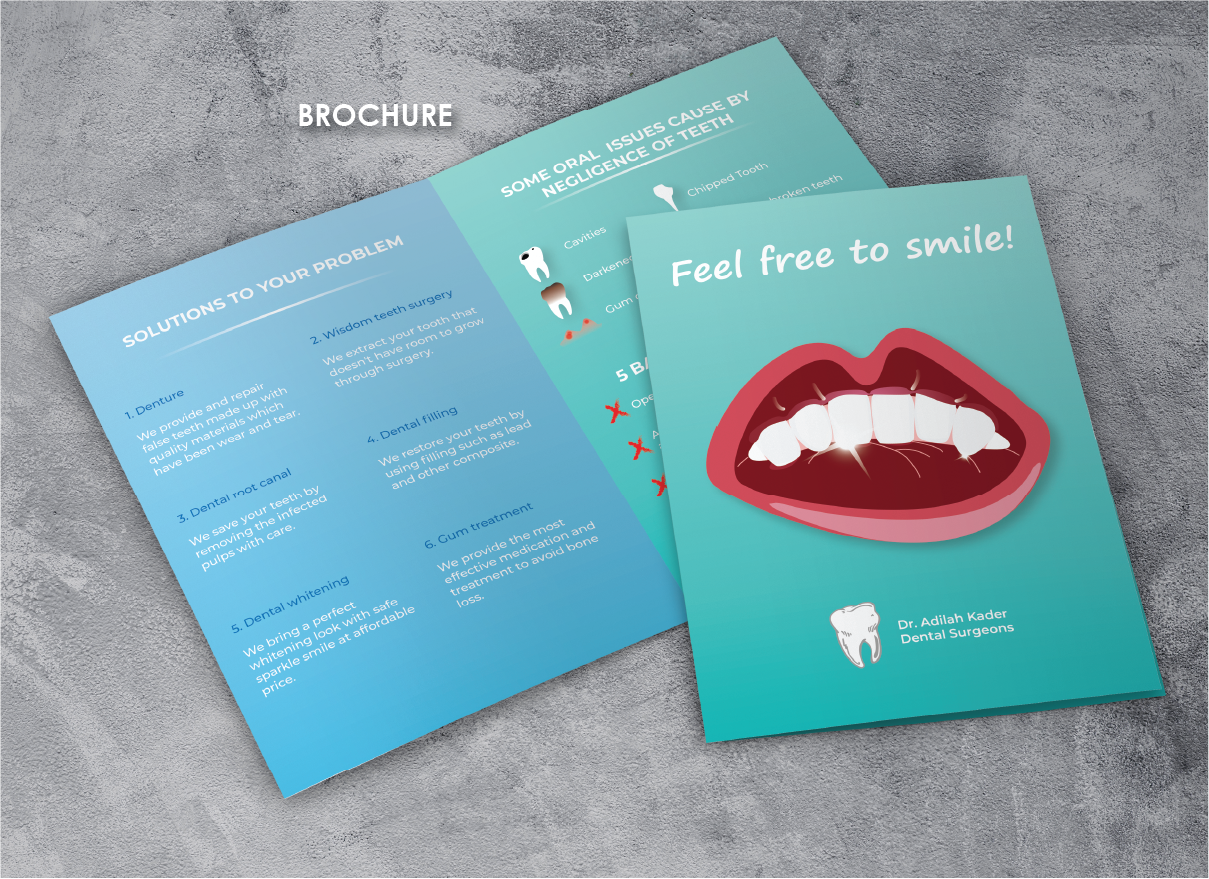 BROCHURE
SOLUTIONS TO YOUR PROBLEM
1. Denture
We provide and repair
false teeth made up with
quality materials which
have been wear and tear.
2. Wisdom teeth surgery
We extract your tooth that
doesn't have room to grow
through surgery.
3. Dental root canal
We save your teeth by
removing the infected
pulps with care.
4. Dental filling
We restore your teeth by
using filling such as lead
and other composite.
5. Dental whitening
We bring a perfect
whitening look with safe
sparkle smile at affordable
price.
6. Gum treatment
We provide the most
effective medication and
treatment to avoid bone
loss.
SOME ORAL ISSUES CAUSE BY
NEGLIGENCE OF TEETH
Chipped Tooth
broken teeth
Cavities
Gum
5
Feel free to smile!
Dr. Adilah Kader
Dental Surgeons